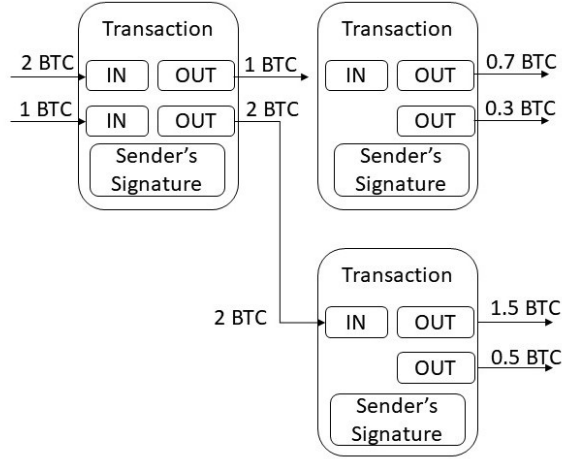 Transaction
2 BTC
IN
OUT
1 BTC
1 BTC
IN
OUT
2 BTC
Sender's
Signature
Transaction
IN
OUT
0.7 BTC
OUT
0.3 BTC
Sender's
Signature
Transaction
2 BTC
IN
OUT
1.5 BTC
OUT
0.5 BTC
Sender's
Signature